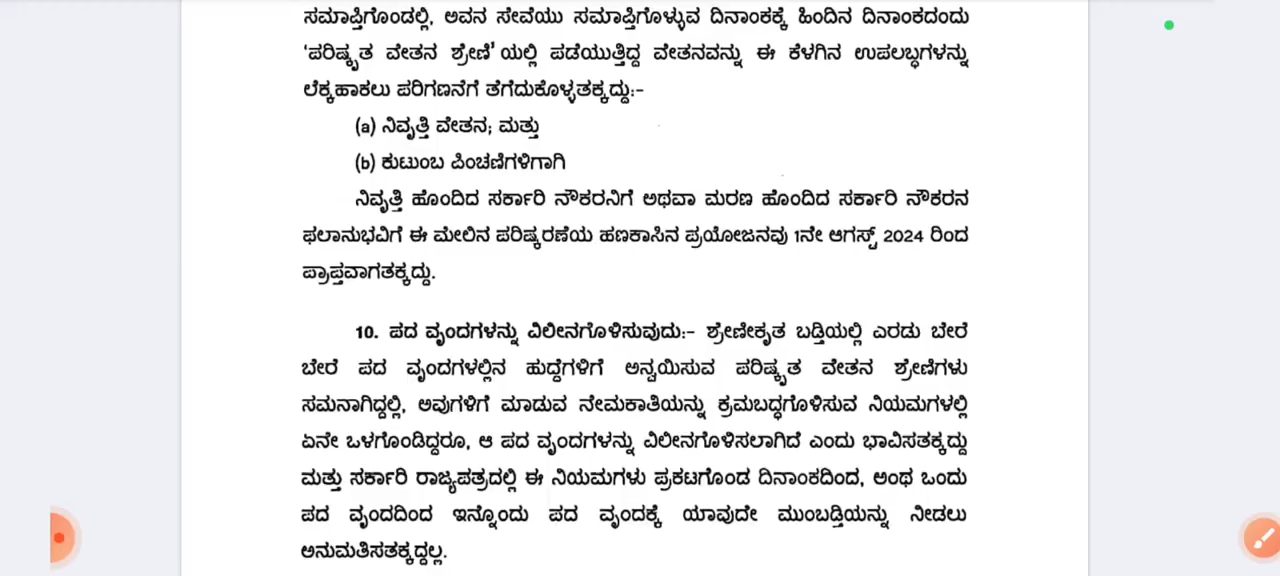 ಸಮಾಪ್ತಿಗೊಂಡಲ್ಲಿ, ಅವನ ಸೇವೆಯು ಸಮಾಪ್ತಿಗೊಳ್ಳುವ ದಿನಾಂಕಕ್ಕೆ ಹಿಂದಿನ ದಿನಾಂಕದಂದು
‘ಪರಿಷ್ಕೃತ ವೇತನ ಶ್ರೇಣಿ’ ಯಲ್ಲಿ ಪಡೆಯುತ್ತಿದ್ದ ವೇತನವನ್ನು ಈ ಕೆಳಗಿನ ಉಪಲಬ್ಧಗಳನ್ನು
ಲೆಕ್ಕಹಾಕಲು ಪರಿಗಣನೆಗೆ ತೆಗೆದುಕೊಳ್ಳತಕ್ಕದ್ದು:-
(a) ನಿವೃತ್ತಿ ವೇತನ; ಮತ್ತು
(b) ಕುಟುಂಬ ಪಿಂಚಣಿಗಳಿಗಾಗಿ
ನಿವೃತ್ತಿ ಹೊಂದಿದ ಸರ್ಕಾರಿ ನೌಕರನಿಗೆ ಅಥವಾ ಮರಣ ಹೊಂದಿದ ಸರ್ಕಾರಿ ನೌಕರನ
ಫಲಾನುಭವಿಗೆ ಈ ಮೇಲಿನ ಪರಿಷ್ಕರಣೆಯ ಹಣಕಾಸಿನ ಪ್ರಯೋಜನವು 1ನೇ ಆಗಸ್ಟ್ 2024 ರಿಂದ
ಪ್ರಾಪ್ತವಾಗತಕ್ಕದ್ದು.
10. ಪದ ವೃಂದಗಳನ್ನು ವಿಲೀನಗೊಳಿಸುವುದು:- ಶ್ರೇಣೀಕೃತ ಬಡ್ತಿಯಲ್ಲಿ ಎರಡು ಬೇರೆ
ಬೇರೆ ಪದ ವೃಂದಗಳಲ್ಲಿನ ಹುದ್ದೆಗಳಿಗೆ ಅನ್ವಯಿಸುವ ಪರಿಷ್ಕೃತ ವೇತನ ಶ್ರೇಣಿಗಳು
ಸಮನಾಗಿದ್ದಲ್ಲಿ, ಅವುಗಳಿಗೆ ಮಾಡುವ ನೇಮಕಾತಿಯನ್ನು ಕ್ರಮಬದ್ಧಗೊಳಿಸುವ ನಿಯಮಗಳಲ್ಲಿ
ಏನೇ ಒಳಗೊಂಡಿದ್ದರೂ, ಆ ಪದ ವೃಂದಗಳನ್ನು ವಿಲೀನಗೊಳಿಸಲಾಗಿದೆ ಎಂದು ಭಾವಿಸತಕ್ಕದ್ದು
ಮತ್ತು ಸರ್ಕಾರಿ ರಾಜ್ಯಪತ್ರದಲ್ಲಿ ಈ ನಿಯಮಗಳು ಪ್ರಕಟಗೊಂಡ ದಿನಾಂಕದಿಂದ, ಅಂಥ ಒಂದು
ಪದ ವೃಂದದಿಂದ ಇನ್ನೊಂದು ಪದ ವೃಂದಕ್ಕೆ ಯಾವುದೇ ಮುಂಬಡ್ತಿಯನ್ನು ನೀಡಲು
ಅನುಮತಿಸತಕ್ಕದ್ದಲ್ಲ.